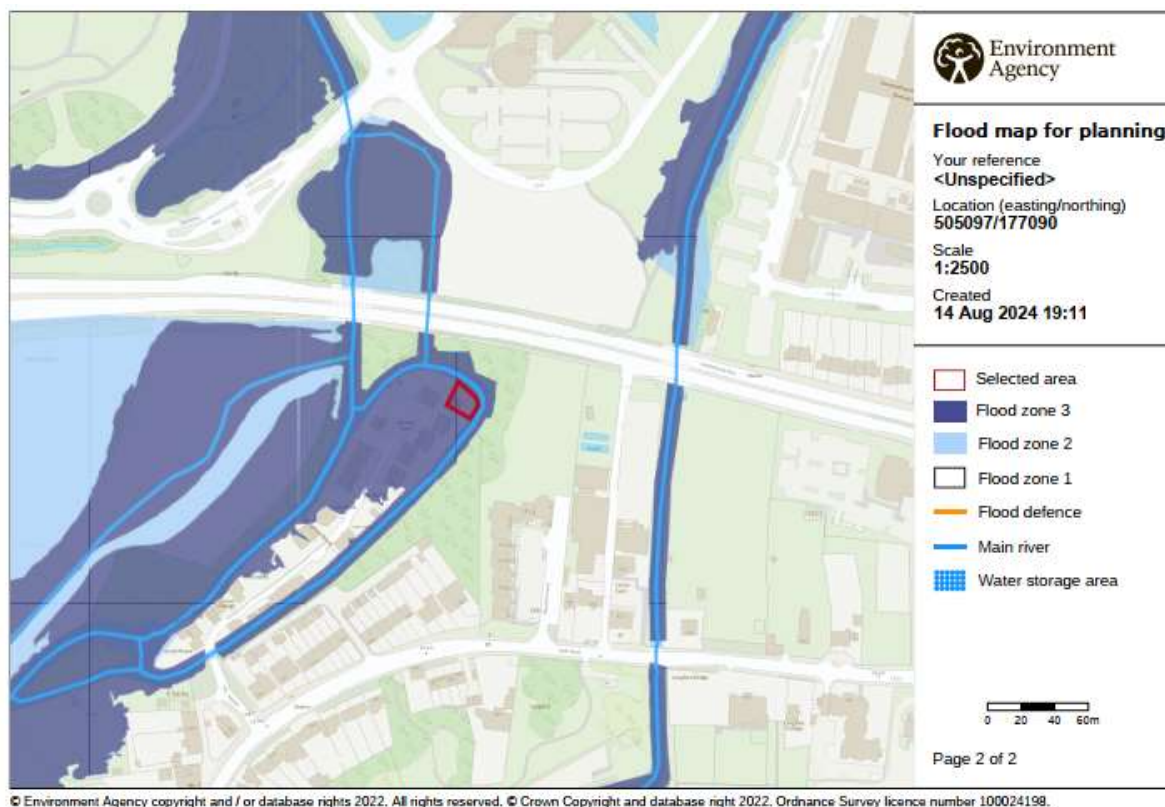 Environment
Agency
Flood map for planning
Your reference
<Unspecified>
Location (easting/northing)
505097/177090
Scale
1:2500
Created
14 Aug 2024 19:11
Selected area
Flood zone 3
Flood zone 2
Flood zone 1
Flood defence
Main river
Water storage area
0 20 40 60m
Page 2 of 2
© Environment Agency copyright and / or database rights 2022. All rights reserved. © Crown Copyright and database right 2022. Ordnance Survey licence number 100024198.